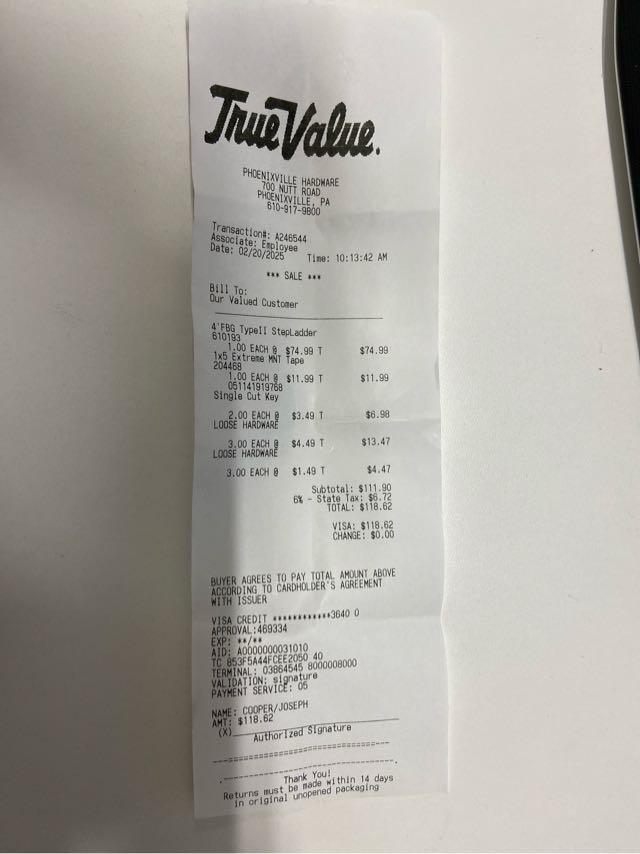 True Value.
PHOENIXVILLE HARDWARE
700 NUTT ROAD
PHOENIXVILLE, PA
610-917-9800
Transaction#: A246544
Associate: Employee
Date: 02/20/2025 Time: 10:13:42 AM
*** SALE ***
Bill To:
Our Valued Customer
4'FBG TypeII StepLadder
610193
1.00 EACH @ $74.99 T $74.99
1x5 Extreme MNT Tape
204468
1.00 EACH @ $11.99 T $11.99
051141919768
Single Cut Key
2.00 EACH @ $3.49 T $6.98
LOOSE HARDWARE
3.00 EACH @ $4.49 T $13.47
LOOSE HARDWARE
3.00 EACH @ $1.49 T $4.47
Subtotal: $111.90
6% - State Tax: $6.72
TOTAL: $118.62
VISA: $118.62
CHANGE: $0.00
BUYER AGREES TO PAY TOTAL AMOUNT ABOVE
ACCORDING TO CARDHOLDER'S AGREEMENT
WITH ISSUER
VISA CREDIT ************3640 0
APPROVAL:469334
EXP: **/**
AID: A0000000031010
TC 853F5A44FCEE2050 40
TERMINAL: 03864545 8000008000
VALIDATION: signature
PAYMENT SERVICE: 05
NAME: COOPER/JOSEPH
AMT: $118.62
(X)
Authorized Signature
Thank You!
Returns must be made within 14 days
in original unopened packaging